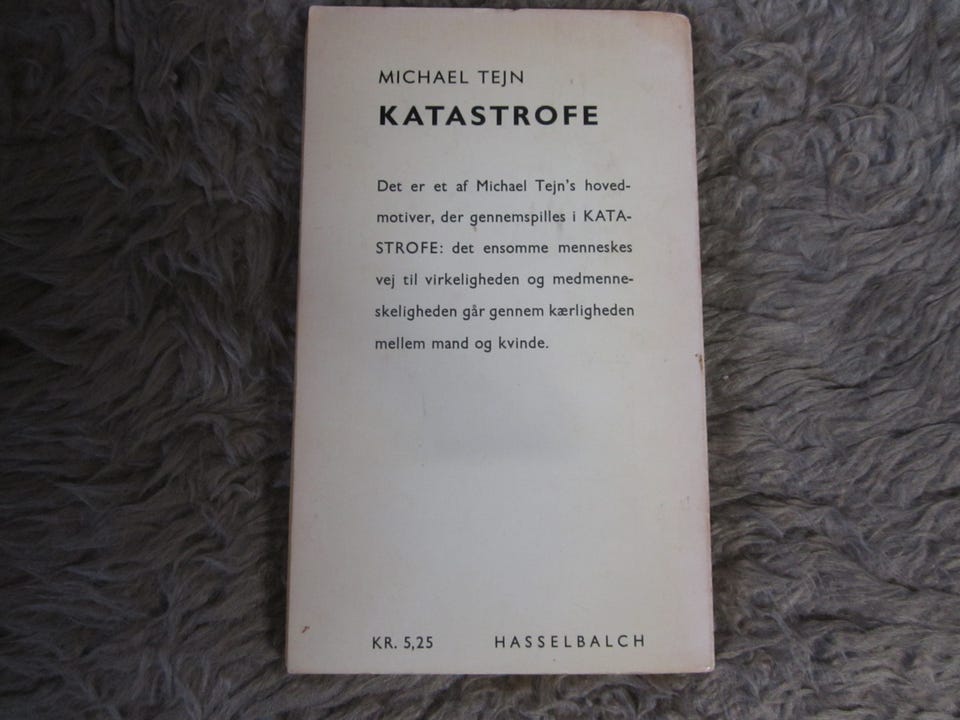 MICHAEL TEJN
KATASTROFE
Det er et af Michael Tejn's hoved-
motiver, der gennemspilles i KATA-
STROFE: det ensomme menneskes
vej til virkeligheden og medmenne-
skeligheden går gennem kærligheden
mellem mand og kvinde.
KR. 5,25 HASSELBALCH